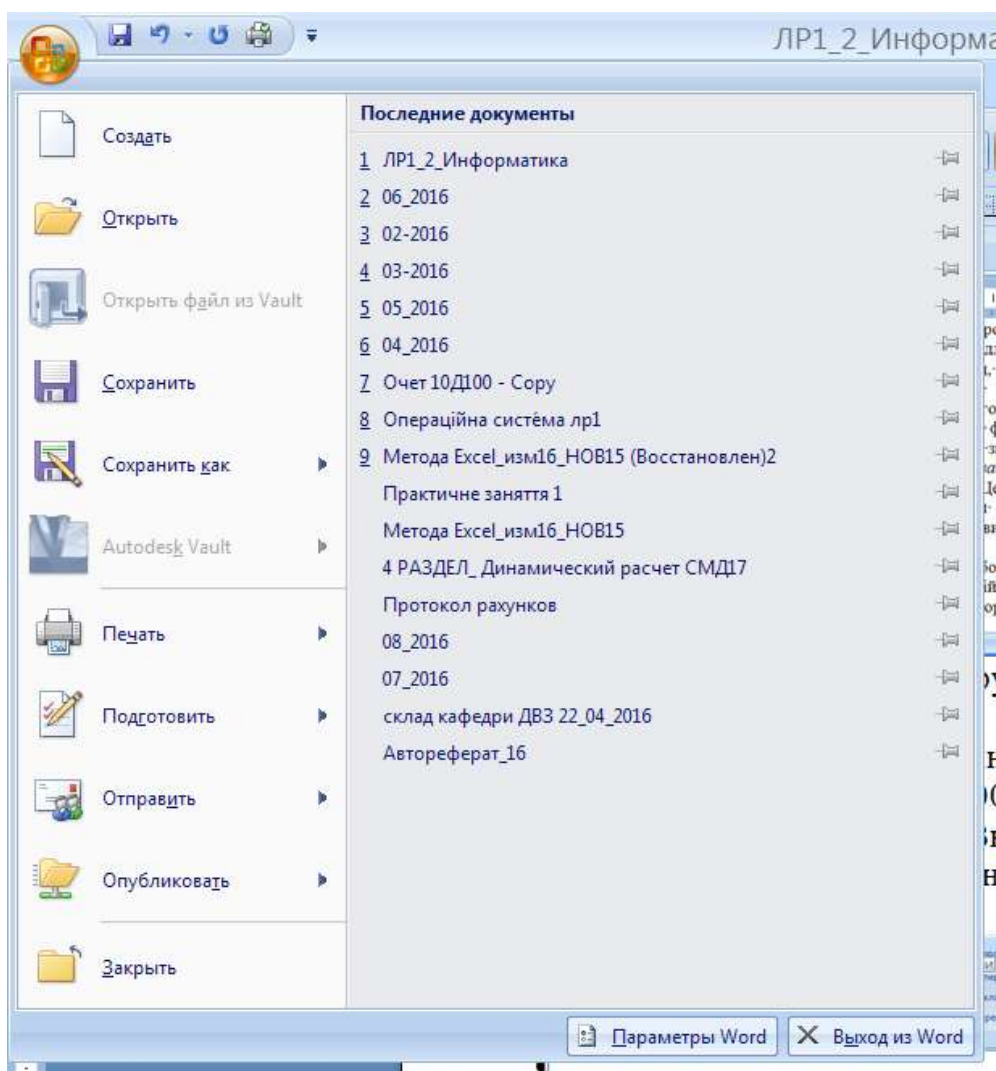 ЛР1_2_Информа
Создать
Открыть
Открыть файл из Vault
Сохранить
Сохранить как
Autodesk Vault
Печать
Подготовить
Отправить
Опубликовать
Закрыть
Последние документы
1 ЛР1_2_Информатика
2 06_2016
3 02-2016
4 03-2016
5 05_2016
6 04_2016
7 Очет 10Д100 - Copy
8 Операційна система лр1
9 Метода Excel_изм16_НОВ15 (Восстановлен)2
Практичне заняття 1
Метода Excel_изм16_НОВ15
4 РАЗДЕЛ_ Динамический расчет СМД17
Протокол рахунков
08_2016
07_2016
склад кафедри ДВЗ 22_04_2016
Автореферат_16
Параметры Word
Выход из Word